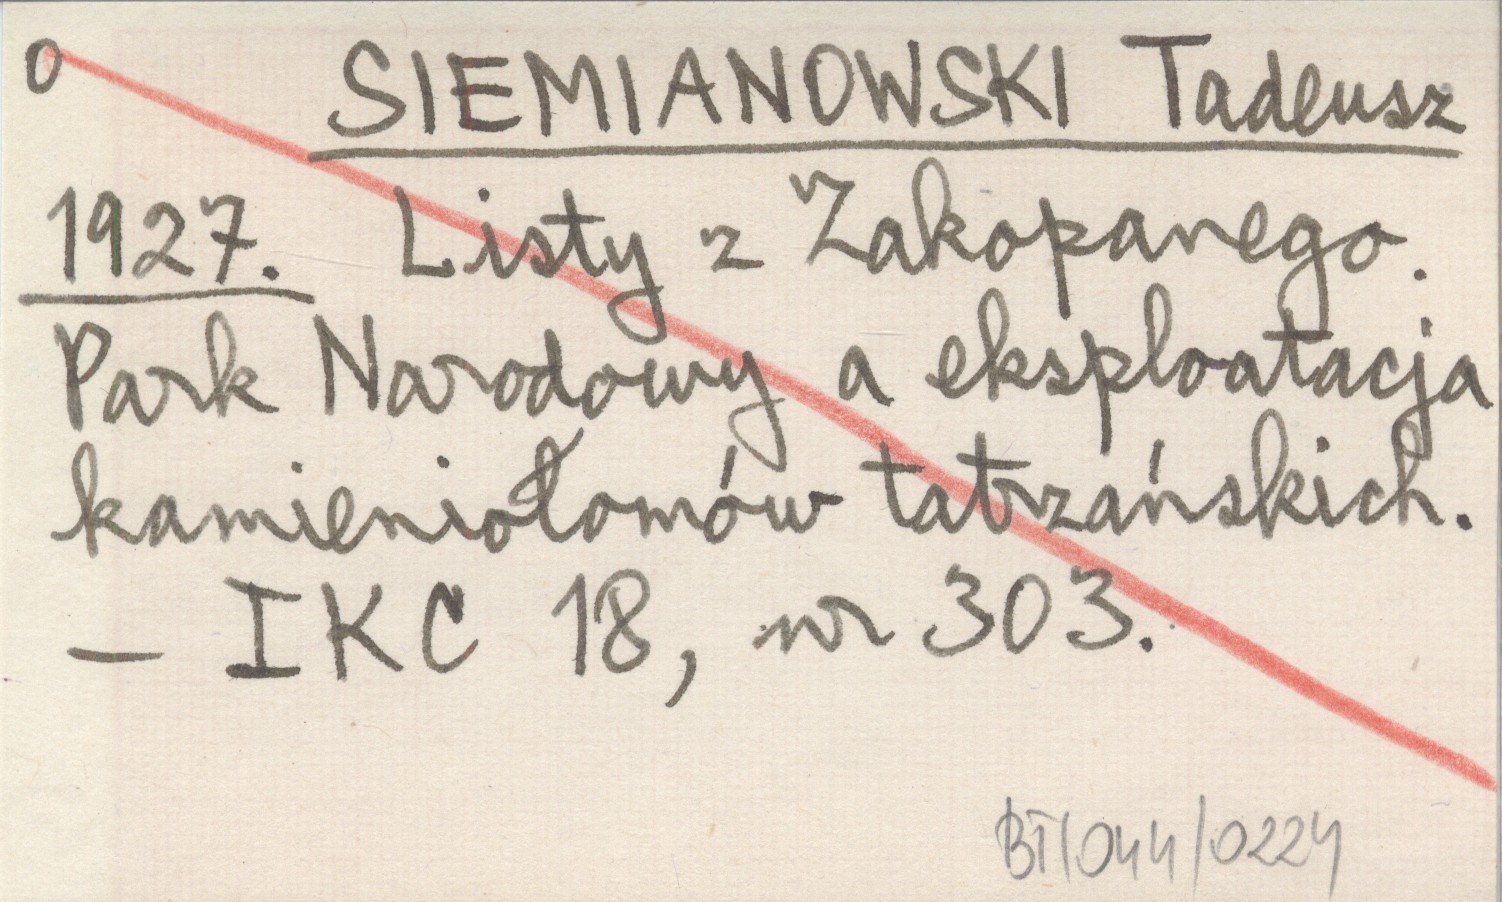 0 SIEMIANOWSKI Tadeusz
1927. Listy z Zakopanego.
Park Narodowy a eksploatacja
kamieniołomów tatrzańskich.
– IKC 18, nr 303.
BT/044/0224